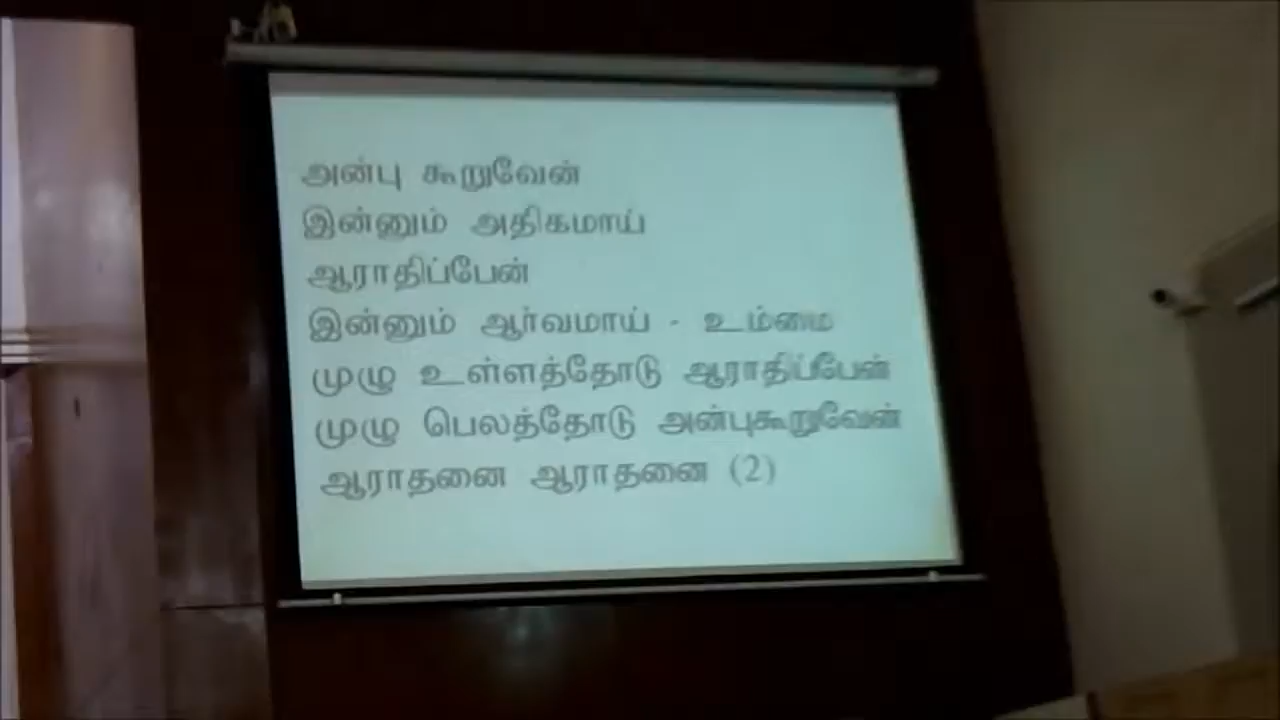 அன்பு கூறுவேன்
இன்னும் அதிகமாய்
ஆராதிப்பேன்
இன்னும் ஆர்வமாய் - உம்மை
முழு உள்ளத்தோடு ஆராதிப்பேன்
முழு பெலத்தோடு அன்புகூறுவேன்
ஆராதனை ஆராதனை (2)